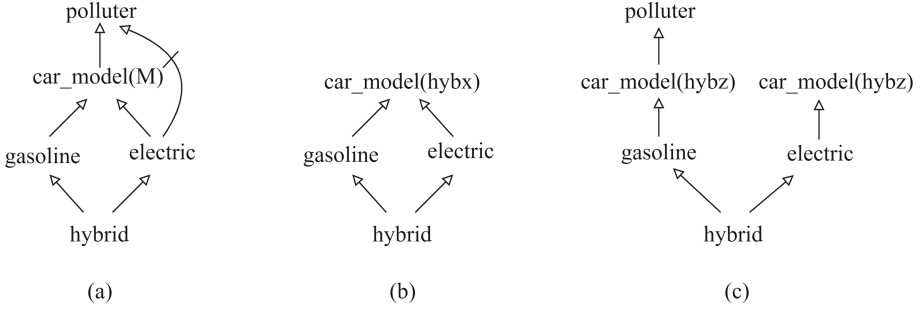 polluter polluter
car_model(M) car_model(hybx) car_model(hybz) car_model(hybz)
gasoline electric gasoline electric gasoline electric
hybrid hybrid hybrid
(a) (b) (c)